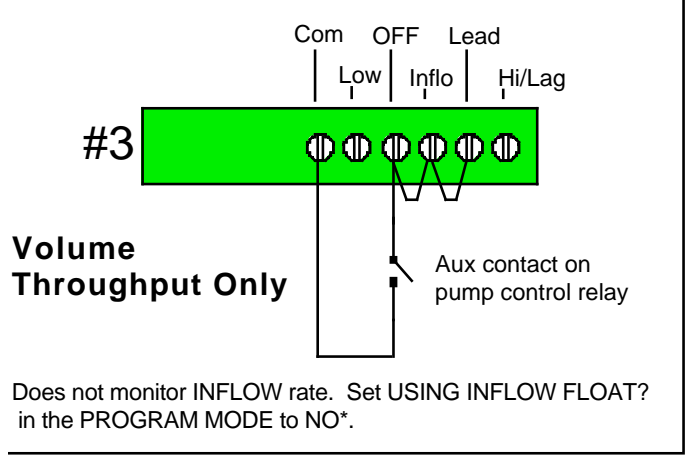 Com OFF Lead
Low Inflo Hi/Lag
#3
Volume
Throughput Only
Aux contact on
pump control relay
Does not monitor INFLOW rate. Set USING INFLOW FLOAT?
in the PROGRAM MODE to NO*.